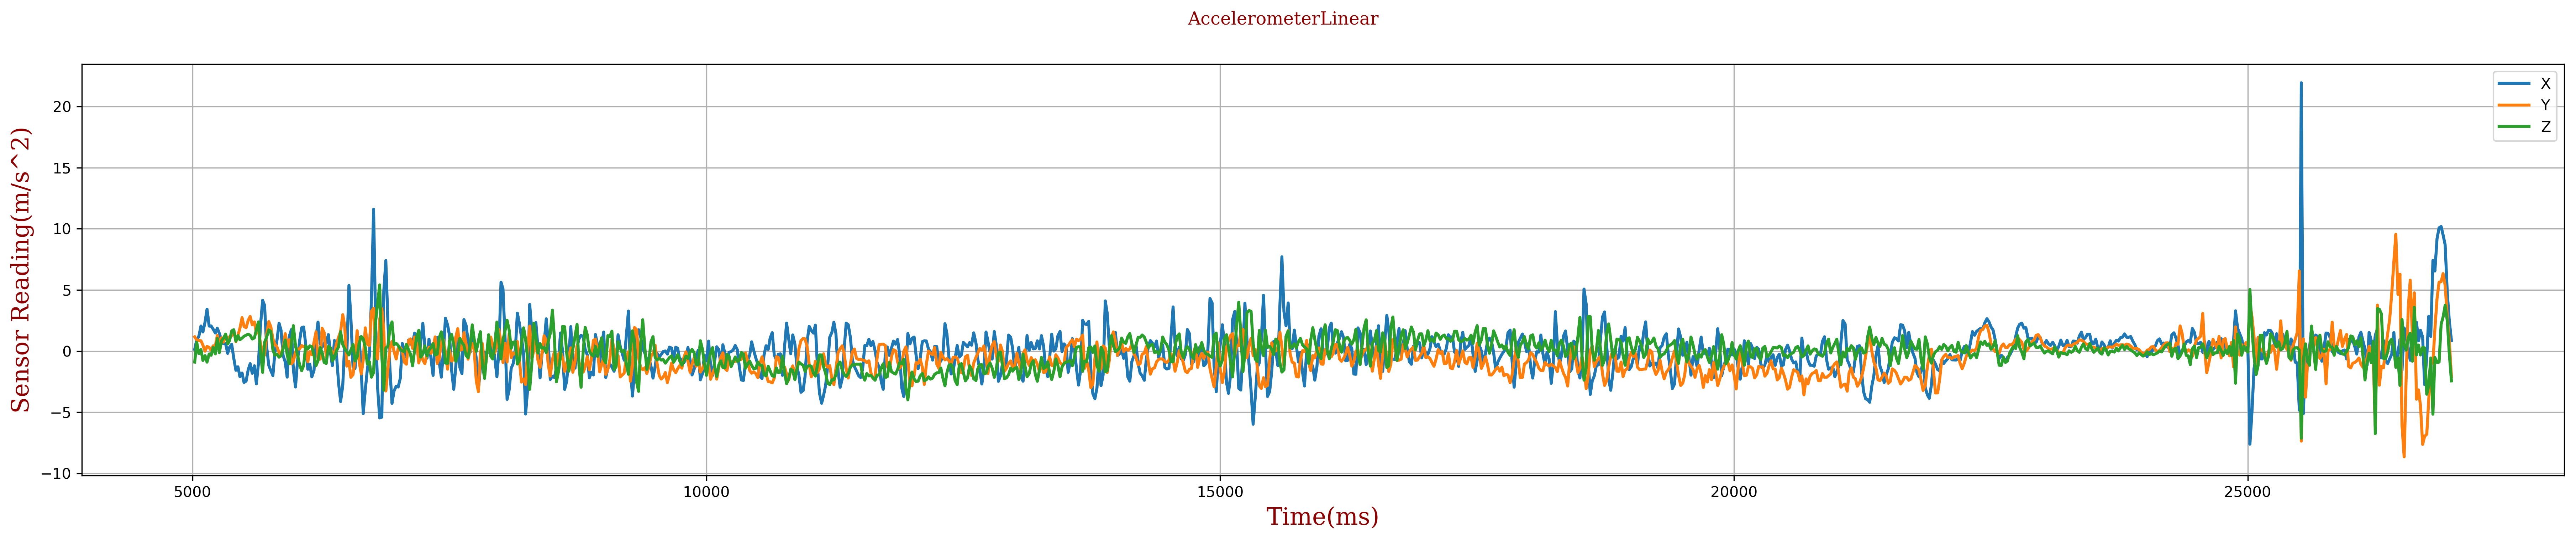 AccelerometerLinear
Sensor Reading(m/s^2)
20
15
10
5
0
−5
−10
X
Y
Z
5000 10000 15000 20000 25000
Time(ms)